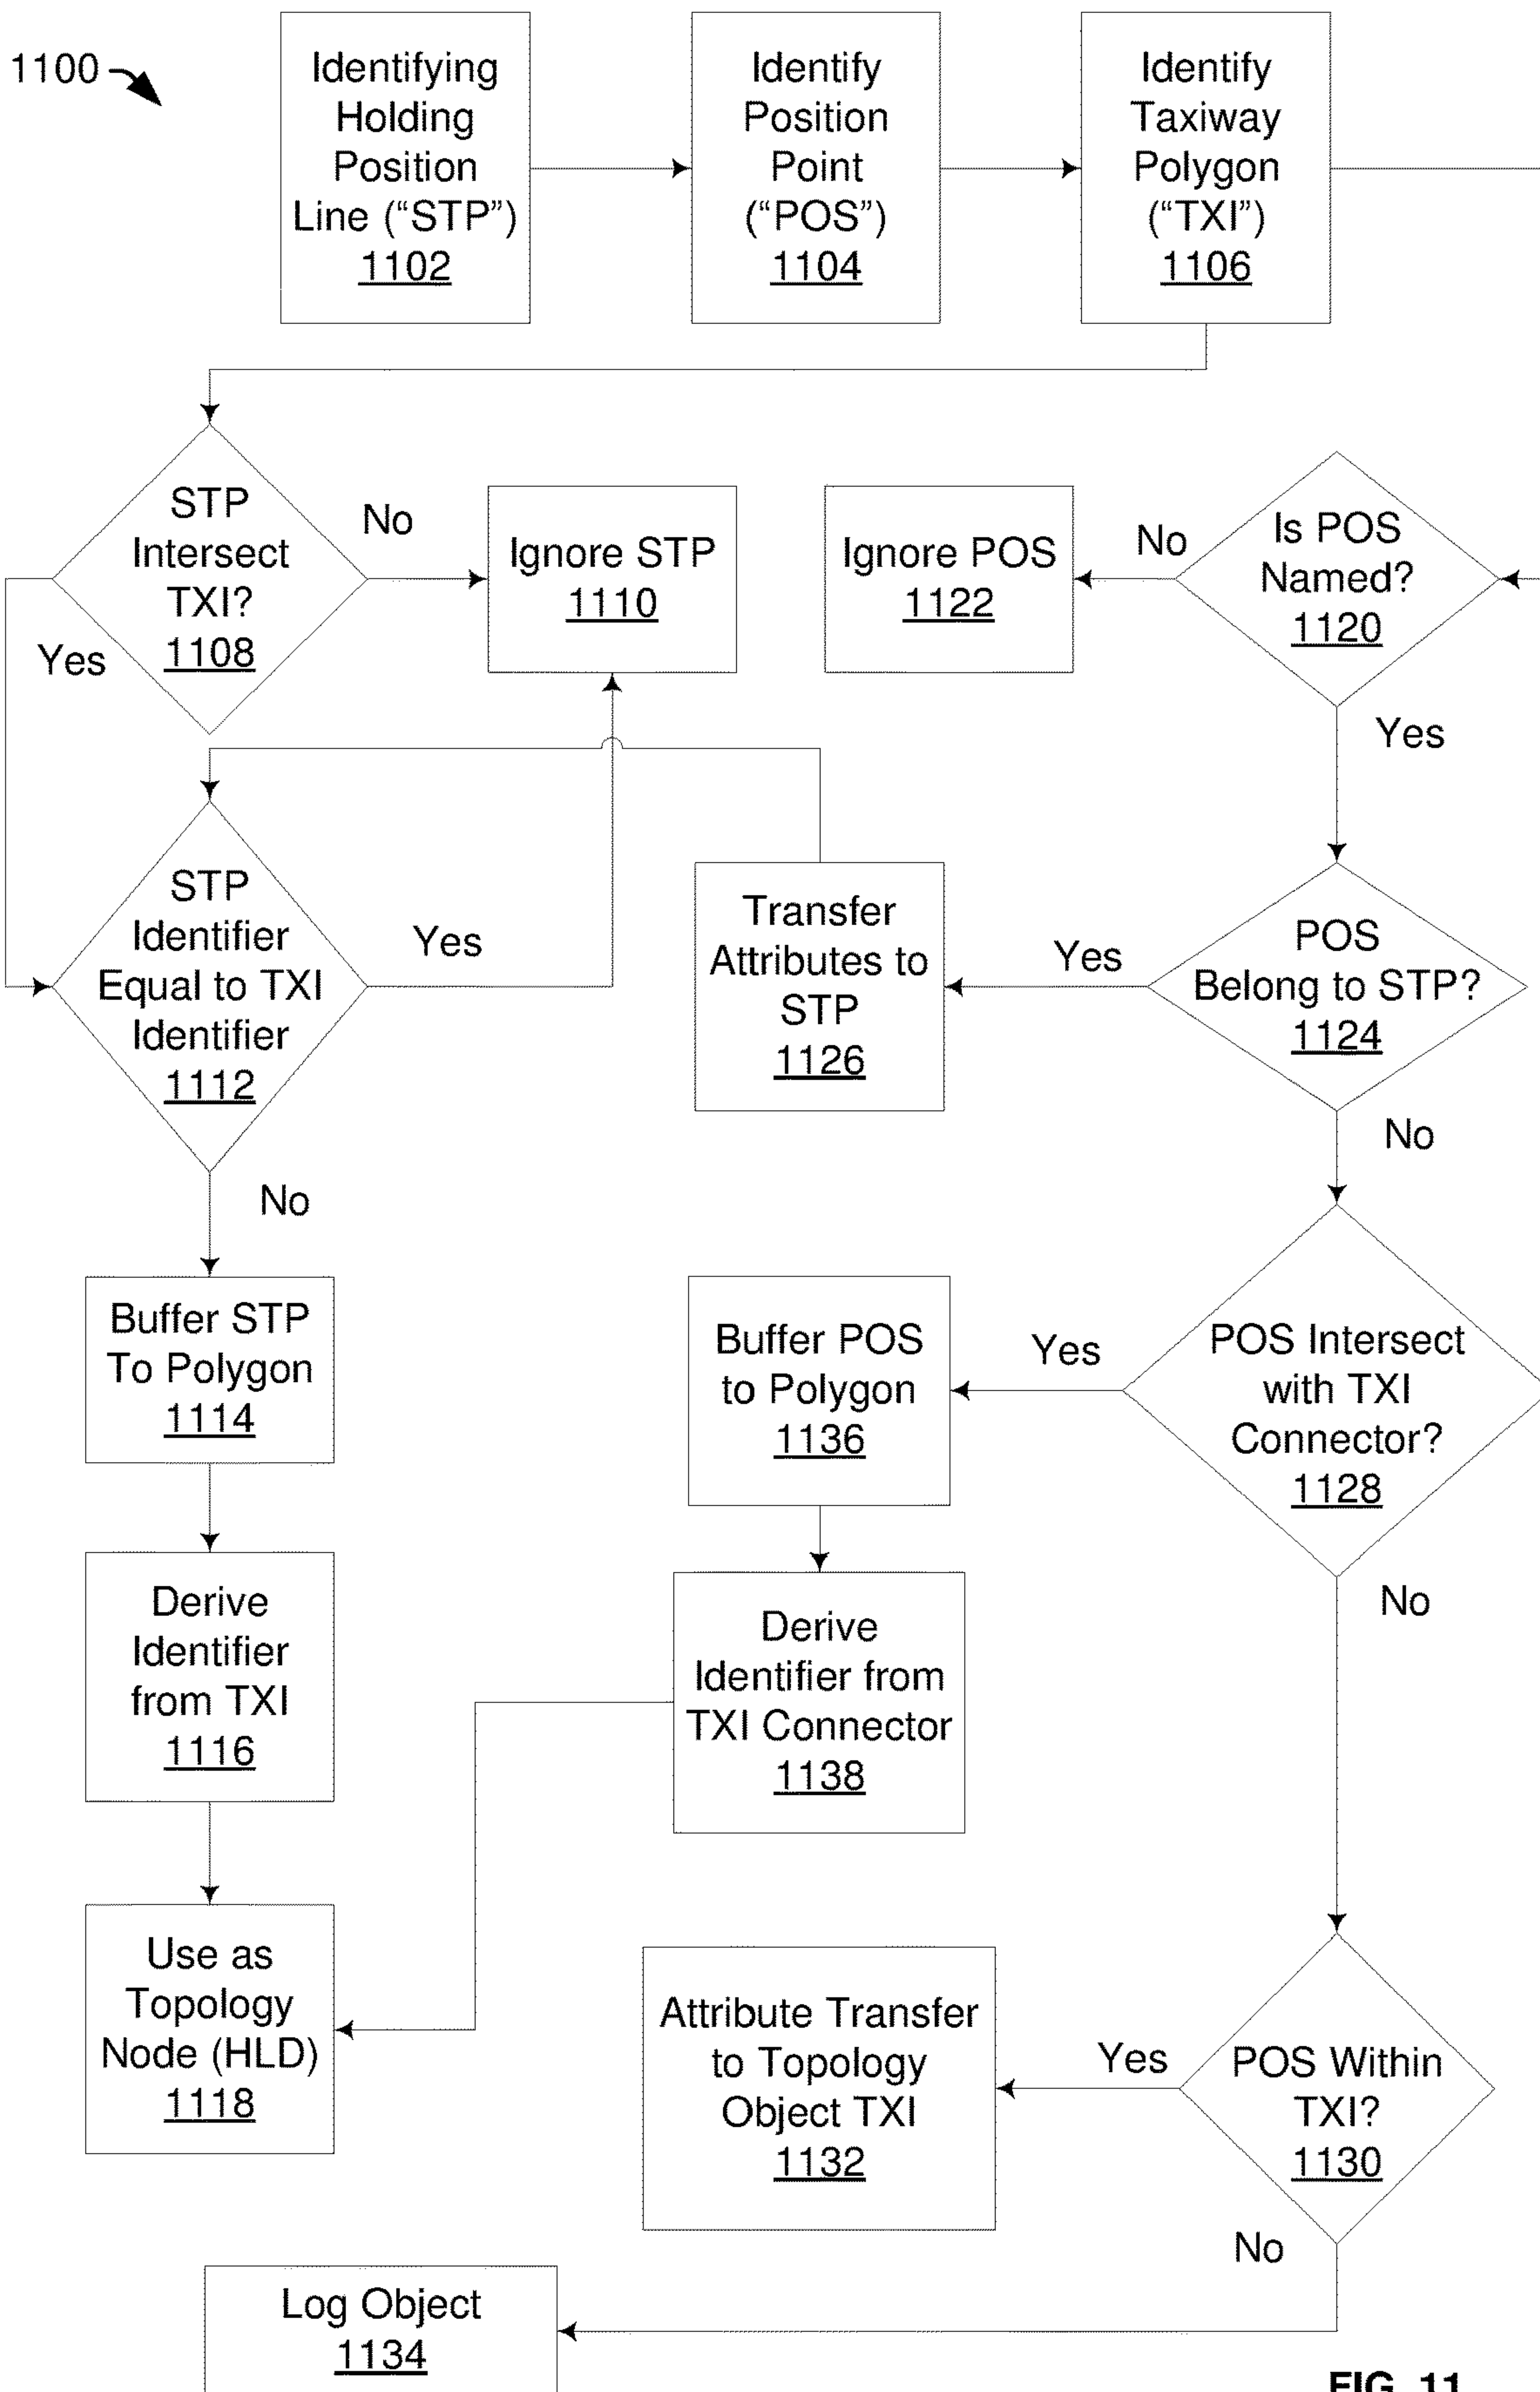 1100
Identifying
Holding
Position
Line (“STP”)
1102
Identify
Position
Point
(“POS”)
1104
Identify
Taxiway
Polygon
(“TXI”)
1106
STP
Intersect
TXI?
1108
No
Yes
Ignore STP
1110
Ignore POS
1122
No
Is POS
Named?
1120
Yes
STP
Identifier
Equal to TXI
Identifier
1112
Yes
No
Transfer
Attributes to
STP
1126
Yes
POS
Belong to STP?
1124
No
Buffer STP
To Polygon
1114
Buffer POS
to Polygon
1136
Yes
POS Intersect
with TXI
Connector?
1128
No
Derive
Identifier
from TXI
1116
Derive
Identifier from
TXI Connector
1138
Use as
Topology
Node (HLD)
1118
Attribute Transfer
to Topology
Object TXI
1132
Yes
POS Within
TXI?
1130
No
Log Object
1134
FIG. 11